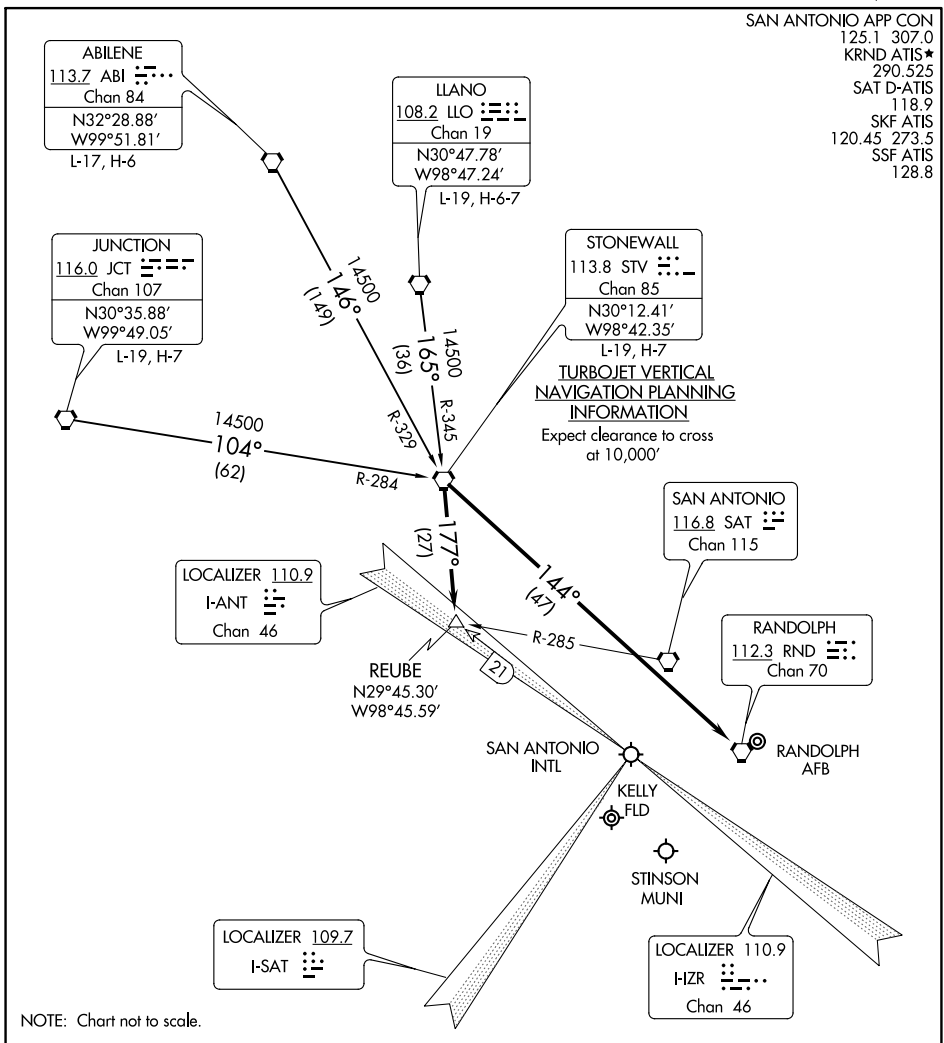 SAN ANTONIO APP CON
125.1 307.0
KRND ATIS★
290.525
SAT D-ATIS
118.9
SKF ATIS
120.45 273.5
SSF ATIS
128.8
ABILENE
113.7 ABI
Chan 84
N32°28.88'
W99°51.81'
L-17, H-6
LLANO
108.2 LLO
Chan 19
N30°47.78'
W98°47.24'
L-19, H-6-7
JUNCTION
116.0 JCT
Chan 107
N30°35.88'
W99°49.05'
L-19, H-7
STONEWALL
113.8 STV
Chan 85
N30°12.41'
W98°42.35'
L-19, H-7
TURBOJET VERTICAL
NAVIGATION PLANNING
INFORMATION
Expect clearance to cross
at 10,000'
14500
146°
(149)
R-329
14500
165°
(36)
R-345
14500
104°
(62)
R-284
177°
(27)
144°
(47)
SAN ANTONIO
116.8 SAT
Chan 115
LOCALIZER 110.9
I-ANT
Chan 46
R-285
21
REUBE
N29°45.30'
W98°45.59'
RANDOLPH
112.3 RND
Chan 70
RANDOLPH
AFB
SAN ANTONIO
INTL
KELLY
FLD
STINSON
MUNI
LOCALIZER 109.7
I-SAT
LOCALIZER 110.9
I-IZR
Chan 46
NOTE: Chart not to scale.